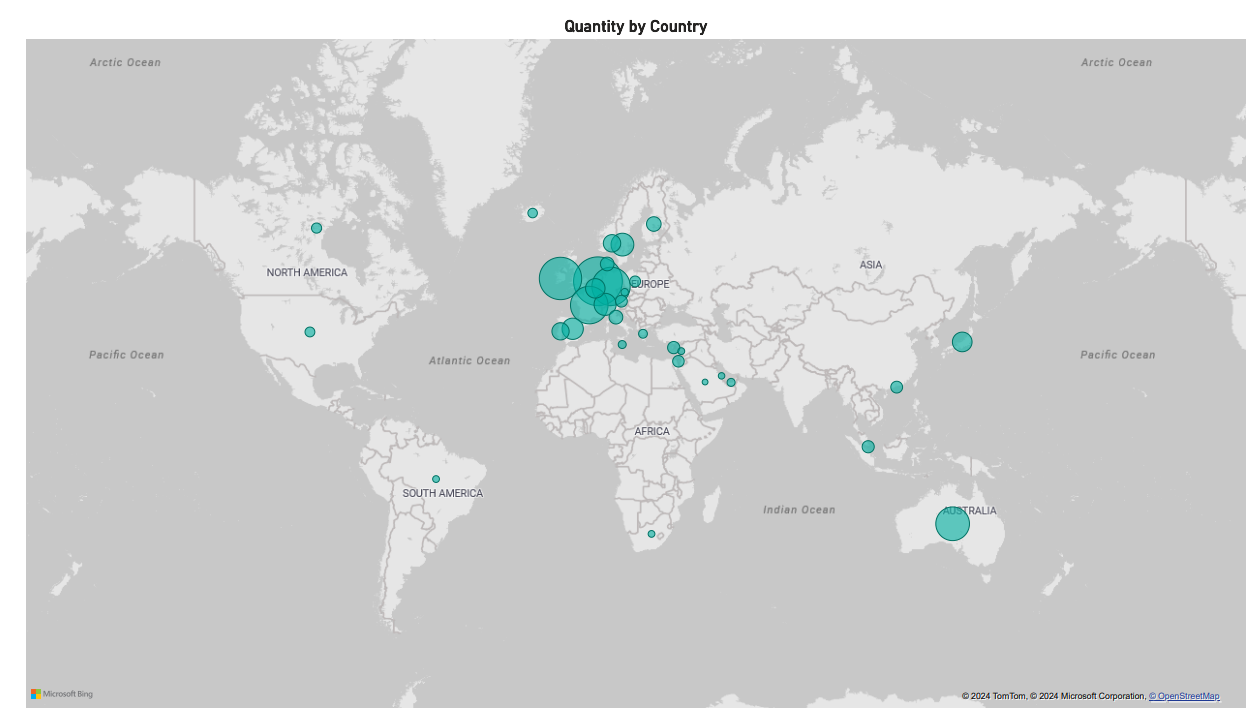 Quantity by Country
Arctic Ocean
Arctic Ocean
ASIA
NORTH AMERICA
EUROPE
Pacific Ocean
Pacific Ocean
Atlantic Ocean
AFRICA
SOUTH AMERICA
Indian Ocean
AUSTRALIA
Microsoft Bing
© 2024 TomTom, © 2024 Microsoft Corporation, © OpenStreetMap